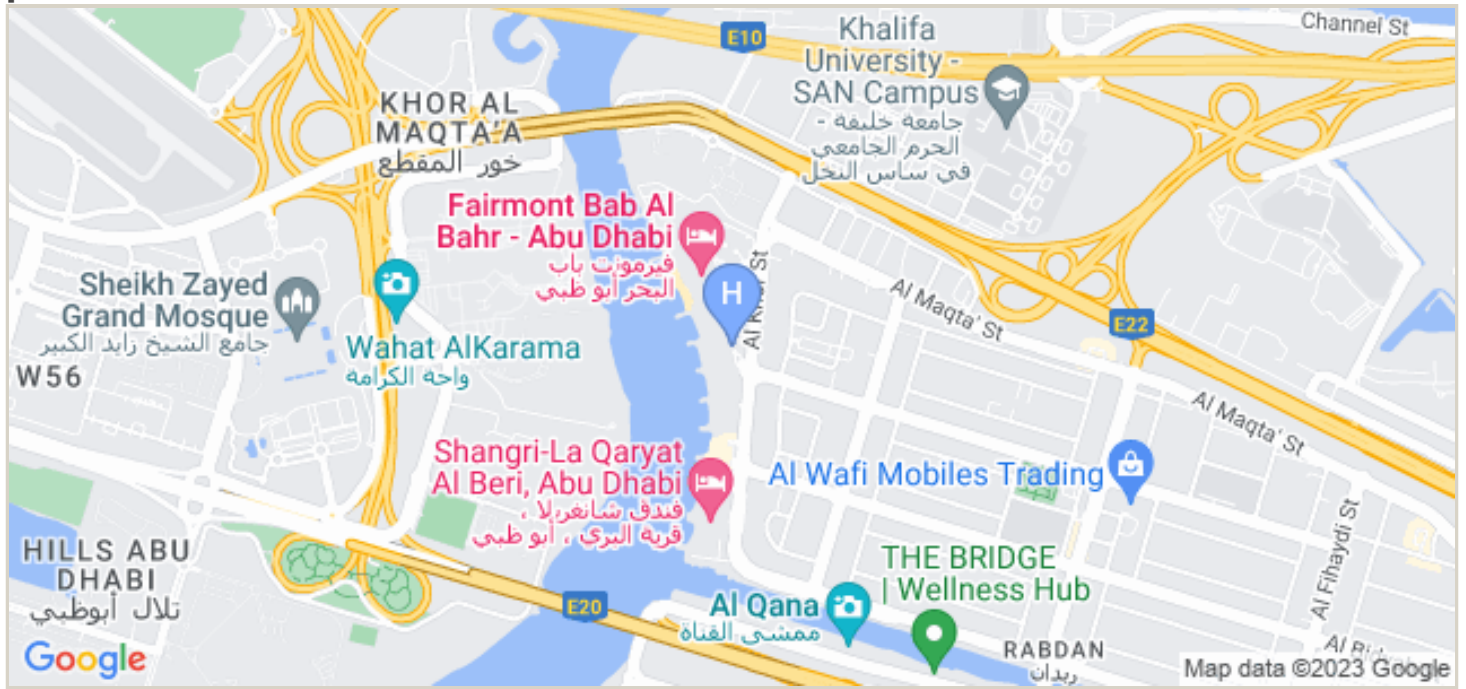 E10
Channel St
Khalifa
University -
SAN Campus
جامعة خليفة -
الحرم الجامعي
في ساس النخل
KHOR AL
MAQTA'A
خور المقطع
Fairmont Bab Al
Bahr - Abu Dhabi
فيرمونت باب
البحر أبو ظبي
H
Al Khor St
Al Maqta' St
E22
Sheikh Zayed
Grand Mosque
جامع الشيخ زايد الكبير
W56
Wahat AlKarama
واحة الكرامة
Al Maqta' St
Shangri-La Qaryat
Al Beri, Abu Dhabi
فندق شانغريلا ،
قرية البري ، أبو ظبي
Al Wafi Mobiles Trading
HILLS ABU
DHABI
تلال أبوظبي
THE BRIDGE
| Wellness Hub
Al Fihaydi St
E20
Al Qana
ممشى القناة
RABDAN
ربدان
Google
Map data ©2023 Google